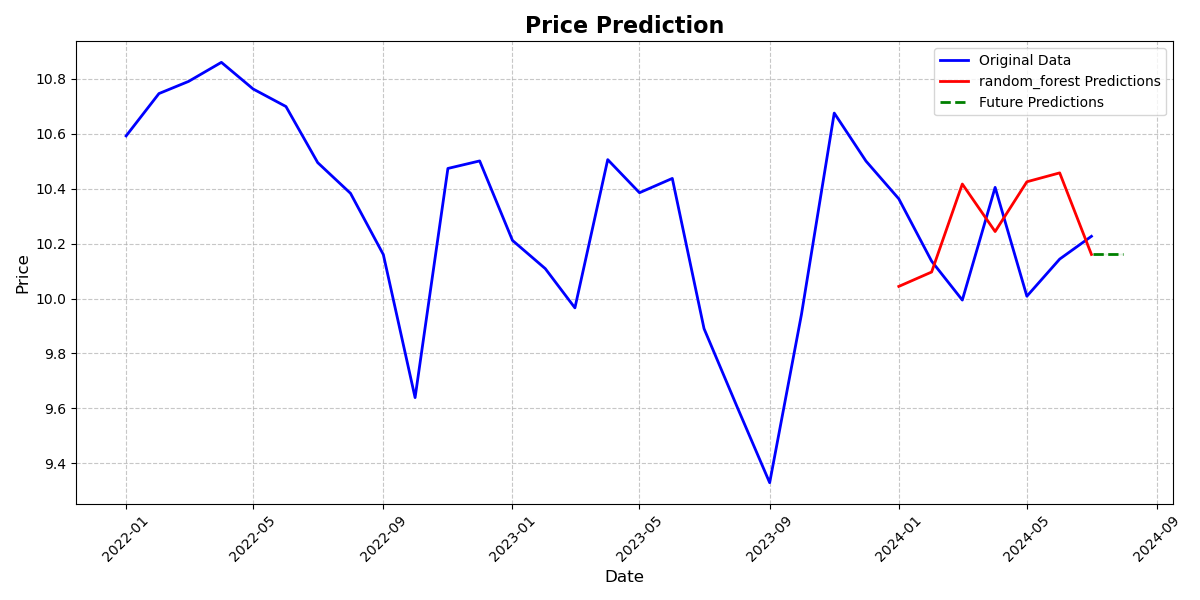 Price Prediction
Original Data
random_forest Predictions
Future Predictions
Price
10.8
10.6
10.4
10.2
10.0
9.8
9.6
9.4
2022-01
2022-05
2022-09
2023-01
2023-05
2023-09
2024-01
2024-05
2024-09
Date